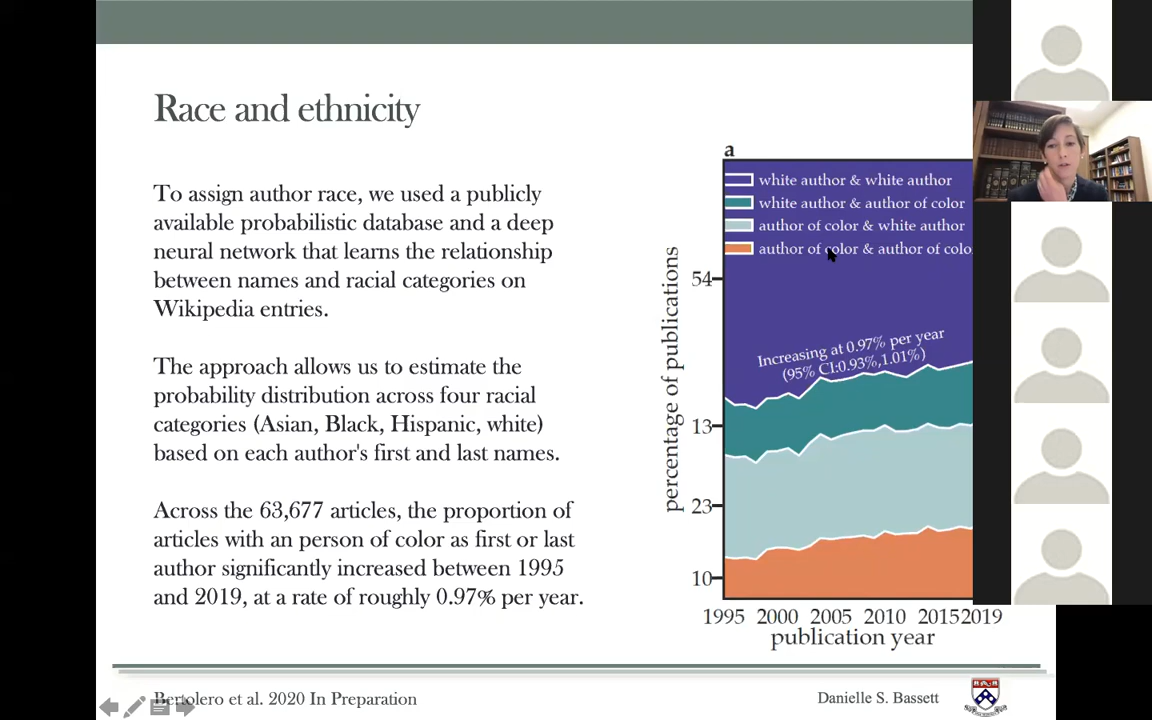 Race and ethnicity
To assign author race, we used a publicly
available probabilistic database and a deep
neural network that learns the relationship
between names and racial categories on
Wikipedia entries.
The approach allows us to estimate the
probability distribution across four racial
categories (Asian, Black, Hispanic, white)
based on each author's first and last names.
Across the 63,677 articles, the proportion of
articles with an person of color as first or last
author significantly increased between 1995
and 2019, at a rate of roughly 0.97% per year.
a
white author & white author
white author & author of color
author of color & white author
author of color & author of colo
percentage of publications
54
13
23
10
Increasing at 0.97% per year
(95% CI:0.93%,1.01%)
1995 2000 2005 2010 2015 2019
publication year
Bertolero et al. 2020 In Preparation
Danielle S. Bassett